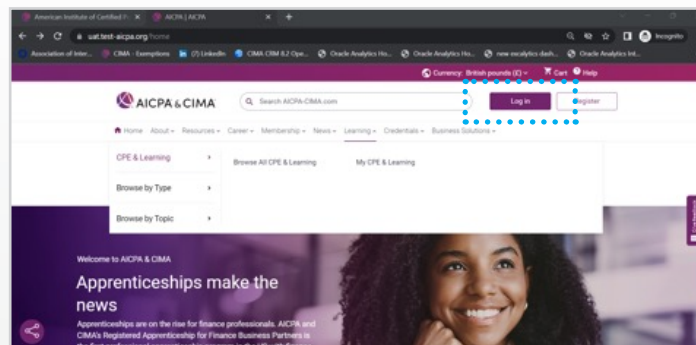 American Institute of Certified P
AICPA | AICPA
uat.test-aicpa.org/home
Incognito
Association of Inter...
CIMA - Exemptions
(7) LinkedIn
CIMA CRM 8.2 Ope...
Oracle Analytics Ho...
Oracle Analytics Ho...
new oxcalytics dash...
Oracle Analytics Int...
Currency: British pounds (£)
Cart
Help
AICPA & CIMA
Search AICPA-CIMA.com
Log in
Register
Home About Resources Career Membership News Learning Credentials Business Solutions
CPE & Learning
Browse All CPE & Learning
My CPE & Learning
Browse by Type
Browse by Topic
Welcome to AICPA & CIMA
Apprenticeships make the
news
Apprenticeships are on the rise for finance professionals. AICPA and
CIMA's Registered Apprenticeship for Finance Business Partners is